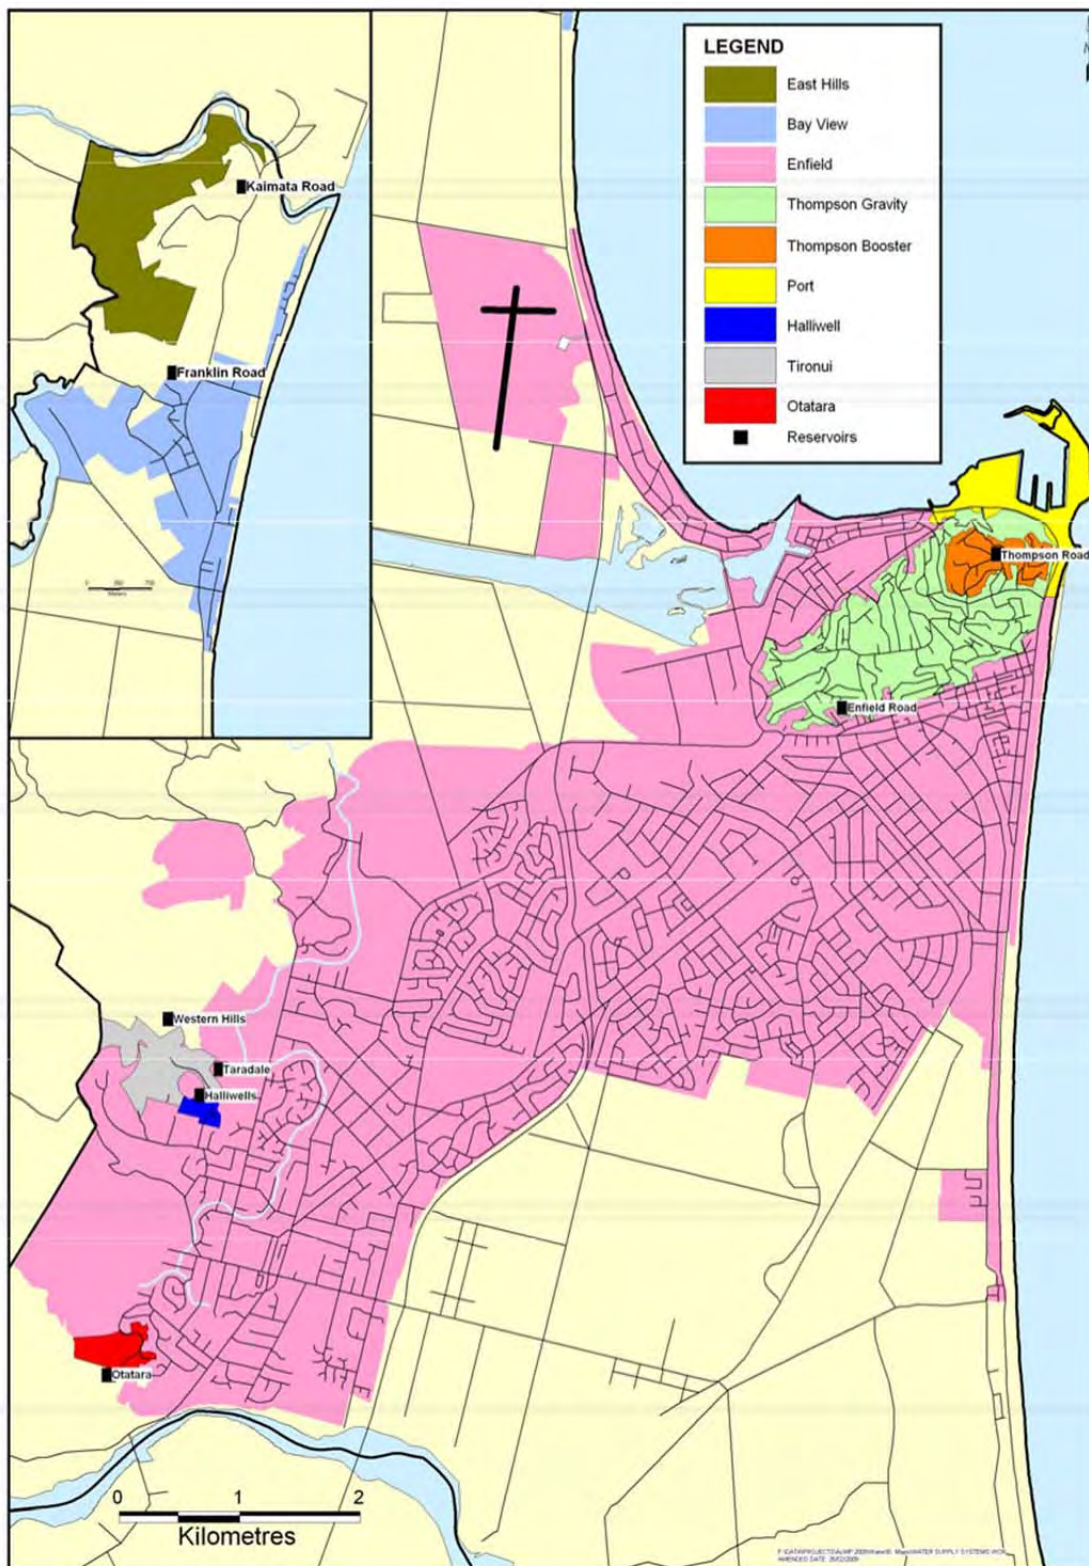 LEGEND
East Hills
Bay View
Enfield
Thompson Gravity
Thompson Booster
Port
Halliwell
Tironui
Otatara
Reservoirs
Kaimata Road
Franklin Road
Meters
Thompson Road
Enfield Road
Western Hills
Taradale
Halliwells
Otatara
0 1 2
Kilometres